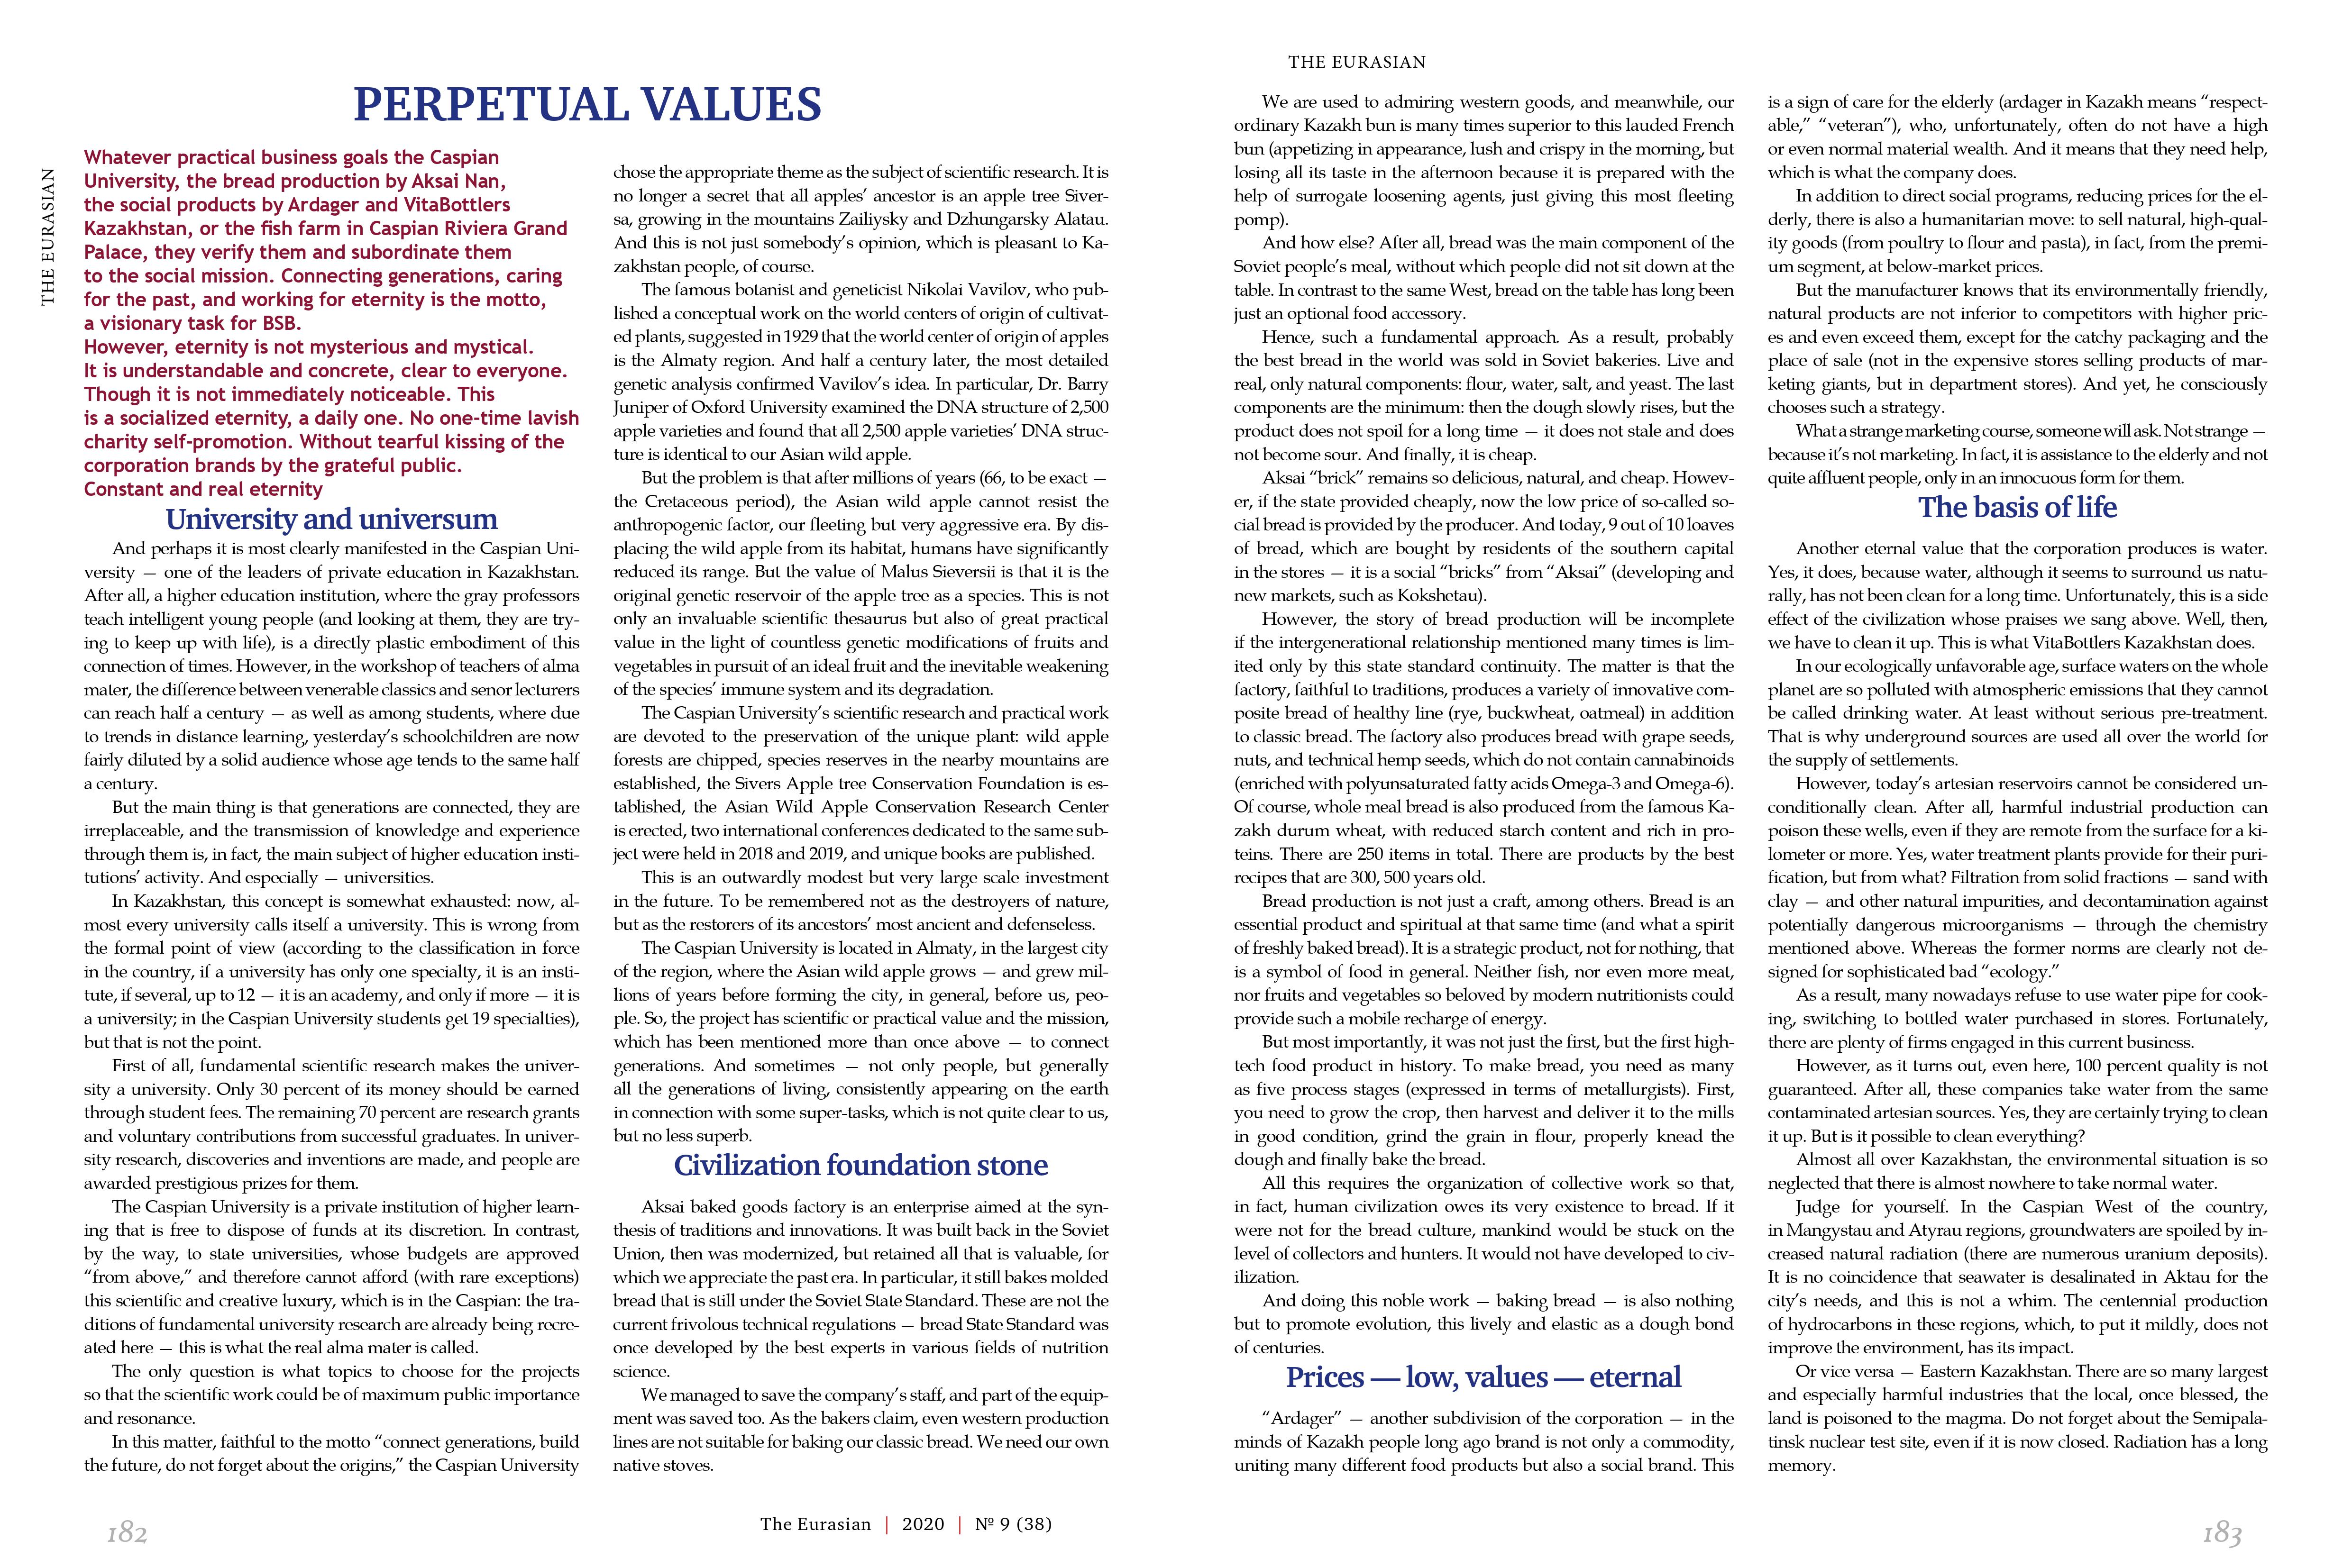 THE EURASIAN
PERPETUAL VALUES
Whatever practical business goals the Caspian
University, the bread production by Aksai Nan,
the social products by Ardager and VitaBottlers
Kazakhstan, or the fish farm in Caspian Riviera Grand
Palace, they verify them and subordinate them
to the social mission. Connecting generations, caring
for the past, and working for eternity is the motto,
a visionary task for BSB.
However, eternity is not mysterious and mystical.
It is understandable and concrete, clear to everyone.
Though it is not immediately noticeable. This
is a socialized eternity, a daily one. No one-time lavish
charity self-promotion. Without tearful kissing of the
corporation brands by the grateful public.
Constant and real eternity
University and universum
And perhaps it is most clearly manifested in the Caspian Uni-
versity — one of the leaders of private education in Kazakhstan.
After all, a higher education institution, where the gray professors
teach intelligent young people (and looking at them, they are try-
ing to keep up with life), is a directly plastic embodiment of this
connection of times. However, in the workshop of teachers of alma
mater, the difference between venerable classics and senor lecturers
can reach half a century — as well as among students, where due
to trends in distance learning, yesterday's schoolchildren are now
fairly diluted by a solid audience whose age tends to the same half
a century.
But the main thing is that generations are connected, they are
irreplaceable, and the transmission of knowledge and experience
through them is, in fact, the main subject of higher education insti-
tutions' activity. And especially — universities.
In Kazakhstan, this concept is somewhat exhausted: now, al-
most every university calls itself a university. This is wrong from
the formal point of view (according to the classification in force
in the country, if a university has only one specialty, it is an insti-
tute, if several, up to 12 — it is an academy, and only if more — it is
a university; in the Caspian University students get 19 specialties),
but that is not the point.
First of all, fundamental scientific research makes the univer-
sity a university. Only 30 percent of its money should be earned
through student fees. The remaining 70 percent are research grants
and voluntary contributions from successful graduates. In univer-
sity research, discoveries and inventions are made, and people are
awarded prestigious prizes for them.
The Caspian University is a private institution of higher learn-
ing that is free to dispose of funds at its discretion. In contrast,
by the way, to state universities, whose budgets are approved
“from above,” and therefore cannot afford (with rare exceptions)
this scientific and creative luxury, which is in the Caspian: the tra-
ditions of fundamental university research are already being recre-
ated here — this is what the real alma mater is called.
The only question is what topics to choose for the projects
so that the scientific work could be of maximum public importance
and resonance.
In this matter, faithful to the motto “connect generations, build
the future, do not forget about the origins,” the Caspian University
chose the appropriate theme as the subject of scientific research. It is
no longer a secret that all apples' ancestor is an apple tree Siver-
sa, growing in the mountains Zailiysky and Dzhungarsky Alatau.
And this is not just somebody's opinion, which is pleasant to Ka-
zakhstan people, of course.
The famous botanist and geneticist Nikolai Vavilov, who pub-
lished a conceptual work on the world centers of origin of cultivat-
ed plants, suggested in 1929 that the world center of origin of apples
is the Almaty region. And half a century later, the most detailed
genetic analysis confirmed Vavilov's idea. In particular, Dr. Barry
Juniper of Oxford University examined the DNA structure of 2,500
apple varieties and found that all 2,500 apple varieties' DNA struc-
ture is identical to our Asian wild apple.
But the problem is that after millions of years (66, to be exact —
the Cretaceous period), the Asian wild apple cannot resist the
anthropogenic factor, our fleeting but very aggressive era. By dis-
placing the wild apple from its habitat, humans have significantly
reduced its range. But the value of Malus Sieversii is that it is the
original genetic reservoir of the apple tree as a species. This is not
only an invaluable scientific thesaurus but also of great practical
value in the light of countless genetic modifications of fruits and
vegetables in pursuit of an ideal fruit and the inevitable weakening
of the species' immune system and its degradation.
The Caspian University's scientific research and practical work
are devoted to the preservation of the unique plant: wild apple
forests are chipped, species reserves in the nearby mountains are
established, the Sivers Apple tree Conservation Foundation is es-
tablished, the Asian Wild Apple Conservation Research Center
is erected, two international conferences dedicated to the same sub-
ject were held in 2018 and 2019, and unique books are published.
This is an outwardly modest but very large scale investment
in the future. To be remembered not as the destroyers of nature,
but as the restorers of its ancestors' most ancient and defenseless.
The Caspian University is located in Almaty, in the largest city
of the region, where the Asian wild apple grows — and grew mil-
lions of years before forming the city, in general, before us, peo-
ple. So, the project has scientific or practical value and the mission,
which has been mentioned more than once above — to connect
generations. And sometimes — not only people, but generally
all the generations of living, consistently appearing on the earth
in connection with some super-tasks, which is not quite clear to us,
but no less superb.
Civilization foundation stone
Aksai baked goods factory is an enterprise aimed at the syn-
thesis of traditions and innovations. It was built back in the Soviet
Union, then was modernized, but retained all that is valuable, for
which we appreciate the past era. In particular, it still bakes molded
bread that is still under the Soviet State Standard. These are not the
current frivolous technical regulations — bread State Standard was
once developed by the best experts in various fields of nutrition
science.
We managed to save the company's staff, and part of the equip-
ment was saved too. As the bakers claim, even western production
lines are not suitable for baking our classic bread. We need our own
native stoves.
182
The Eurasian | 2020 | № 9 (38)
THE EURASIAN
We are used to admiring western goods, and meanwhile, our
ordinary Kazakh bun is many times superior to this lauded French
bun (appetizing in appearance, lush and crispy in the morning, but
losing all its taste in the afternoon because it is prepared with the
help of surrogate loosening agents, just giving this most fleeting
pomp).
And how else? After all, bread was the main component of the
Soviet people's meal, without which people did not sit down at the
table. In contrast to the same West, bread on the table has long been
just an optional food accessory.
Hence, such a fundamental approach. As a result, probably
the best bread in the world was sold in Soviet bakeries. Live and
real, only natural components: flour, water, salt, and yeast. The last
components are the minimum: then the dough slowly rises, but the
product does not spoil for a long time — it does not stale and does
not become sour. And finally, it is cheap.
Aksai “brick” remains so delicious, natural, and cheap. Howev-
er, if the state provided cheaply, now the low price of so-called so-
cial bread is provided by the producer. And today, 9 out of 10 loaves
of bread, which are bought by residents of the southern capital
in the stores — it is a social “bricks” from “Aksai” (developing and
new markets, such as Kokshetau).
However, the story of bread production will be incomplete
if the intergenerational relationship mentioned many times is lim-
ited only by this state standard continuity. The matter is that the
factory, faithful to traditions, produces a variety of innovative com-
posite bread of healthy line (rye, buckwheat, oatmeal) in addition
to classic bread. The factory also produces bread with grape seeds,
nuts, and technical hemp seeds, which do not contain cannabinoids
(enriched with polyunsaturated fatty acids Omega-3 and Omega-6).
Of course, whole meal bread is also produced from the famous Ka-
zakh durum wheat, with reduced starch content and rich in pro-
teins. There are 250 items in total. There are products by the best
recipes that are 300, 500 years old.
Bread production is not just a craft, among others. Bread is an
essential product and spiritual at that same time (and what a spirit
of freshly baked bread). It is a strategic product, not for nothing, that
is a symbol of food in general. Neither fish, nor even more meat,
nor fruits and vegetables so beloved by modern nutritionists could
provide such a mobile recharge of energy.
But most importantly, it was not just the first, but the first high-
tech food product in history. To make bread, you need as many
as five process stages (expressed in terms of metallurgists). First,
you need to grow the crop, then harvest and deliver it to the mills
in good condition, grind the grain in flour, properly knead the
dough and finally bake the bread.
All this requires the organization of collective work so that,
in fact, human civilization owes its very existence to bread. If it
were not for the bread culture, mankind would be stuck on the
level of collectors and hunters. It would not have developed to civ-
ilization.
And doing this noble work — baking bread — is also nothing
but to promote evolution, this lively and elastic as a dough bond
of centuries.
Prices — low, values — eternal
“Ardager” — another subdivision of the corporation — in the
minds of Kazakh people long ago brand is not only a commodity,
uniting many different food products but also a social brand. This
is a sign of care for the elderly (ardager in Kazakh means “respect-
able,” “veteran”), who, unfortunately, often do not have a high
or even normal material wealth. And it means that they need help,
which is what the company does.
In addition to direct social programs, reducing prices for the el-
derly, there is also a humanitarian move: to sell natural, high-qual-
ity goods (from poultry to flour and pasta), in fact, from the premi-
um segment, at below-market prices.
But the manufacturer knows that its environmentally friendly,
natural products are not inferior to competitors with higher pric-
es and even exceed them, except for the catchy packaging and the
place of sale (not in the expensive stores selling products of mar-
keting giants, but in department stores). And yet, he consciously
chooses such a strategy.
What a strange marketing course, someone will ask. Not strange —
because it's not marketing. In fact, it is assistance to the elderly and not
quite affluent people, only in an innocuous form for them.
The basis of life
Another eternal value that the corporation produces is water.
Yes, it does, because water, although it seems to surround us natu-
rally, has not been clean for a long time. Unfortunately, this is a side
effect of the civilization whose praises we sang above. Well, then,
we have to clean it up. This is what VitaBottlers Kazakhstan does.
In our ecologically unfavorable age, surface waters on the whole
planet are so polluted with atmospheric emissions that they cannot
be called drinking water. At least without serious pre-treatment.
That is why underground sources are used all over the world for
the supply of settlements.
However, today's artesian reservoirs cannot be considered un-
conditionally clean. After all, harmful industrial production can
poison these wells, even if they are remote from the surface for a ki-
lometer or more. Yes, water treatment plants provide for their puri-
fication, but from what? Filtration from solid fractions — sand with
clay — and other natural impurities, and decontamination against
potentially dangerous microorganisms — through the chemistry
mentioned above. Whereas the former norms are clearly not de-
signed for sophisticated bad “ecology.”
As a result, many nowadays refuse to use water pipe for cook-
ing, switching to bottled water purchased in stores. Fortunately,
there are plenty of firms engaged in this current business.
However, as it turns out, even here, 100 percent quality is not
guaranteed. After all, these companies take water from the same
contaminated artesian sources. Yes, they are certainly trying to clean
it up. But is it possible to clean everything?
Almost all over Kazakhstan, the environmental situation is so
neglected that there is almost nowhere to take normal water.
Judge for yourself. In the Caspian West of the country,
in Mangystau and Atyrau regions, groundwaters are spoiled by in-
creased natural radiation (there are numerous uranium deposits).
It is no coincidence that seawater is desalinated in Aktau for the
city's needs, and this is not a whim. The centennial production
of hydrocarbons in these regions, which, to put it mildly, does not
improve the environment, has its impact.
Or vice versa — Eastern Kazakhstan. There are so many largest
and especially harmful industries that the local, once blessed, the
land is poisoned to the magma. Do not forget about the Semipala-
tinsk nuclear test site, even if it is now closed. Radiation has a long
memory.
183